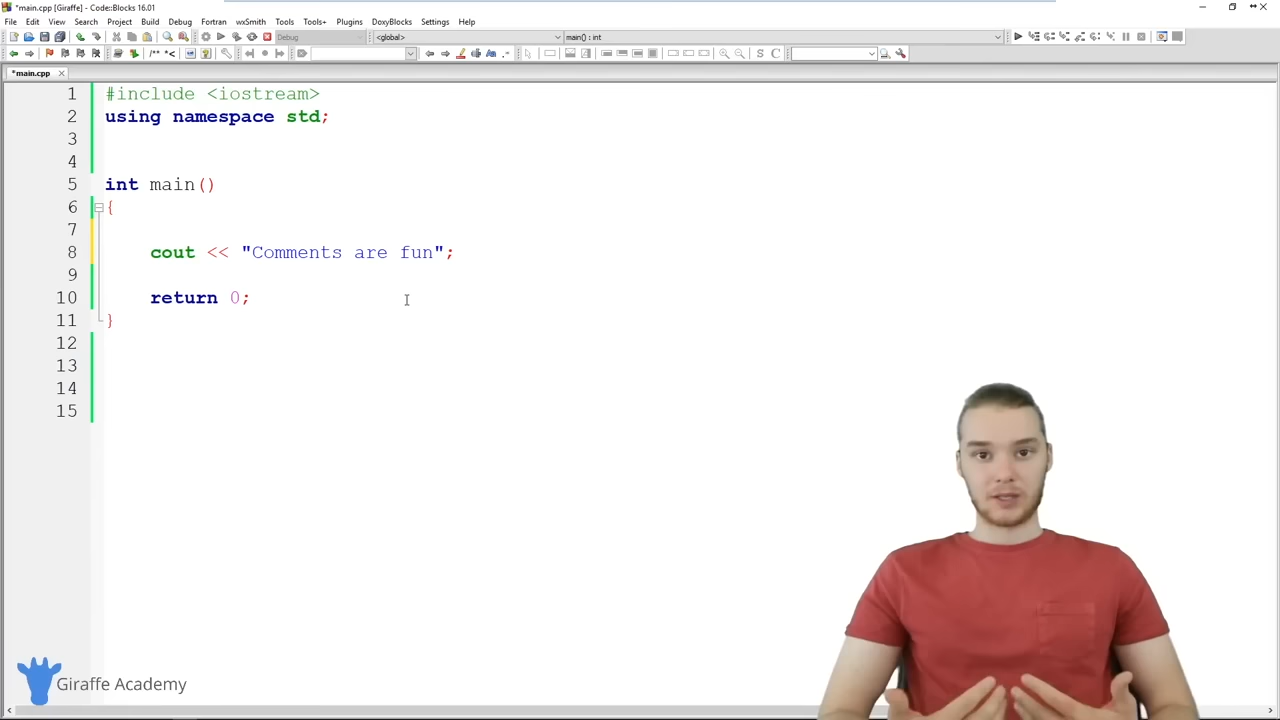 *main.cpp [Giraffe] - Code::Blocks 16.01
File Edit View Search Project Build Debug Fortran wxSmith Tools Tools+ Plugins DoxyBlocks Settings Help
Debug <global> main() : int
/** *<
S C
*main.cpp
1 #include <iostream>
2 using namespace std;
3
4
5 int main()
6 {
7
8 cout << "Comments are fun";
9
10 return 0;
11 }
12
13
14
15
Giraffe Academy